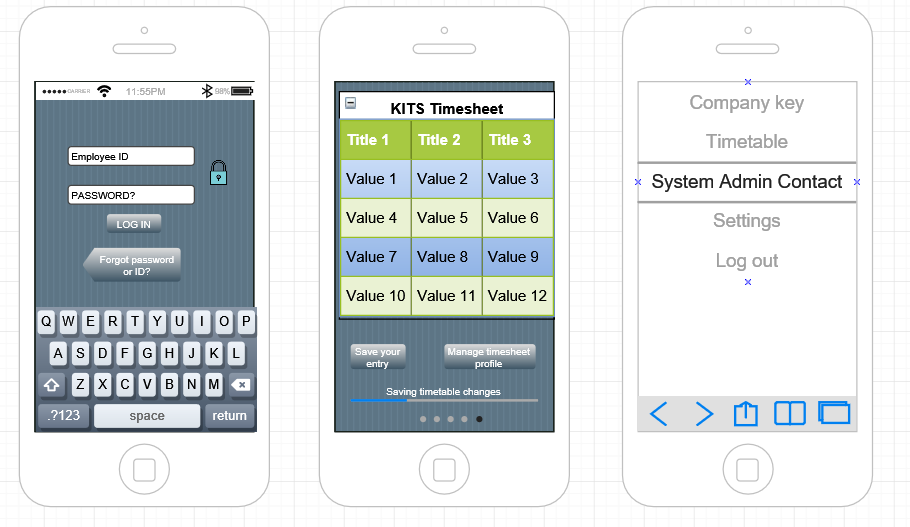 CARRIER 11:55PM 98%
Employee ID
PASSWORD?
LOG IN
Forgot password
or ID?
Q W E R T Y U I O P
A S D F G H J K L
Z X C V B N M
.?123 space return
KITS Timesheet
Title 1 Title 2 Title 3
Value 1 Value 2 Value 3
Value 4 Value 5 Value 6
Value 7 Value 8 Value 9
Value 10 Value 11 Value 12
Save your
entry
Manage timesheet
profile
Saving timetable changes
Company key
Timetable
System Admin Contact
Settings
Log out